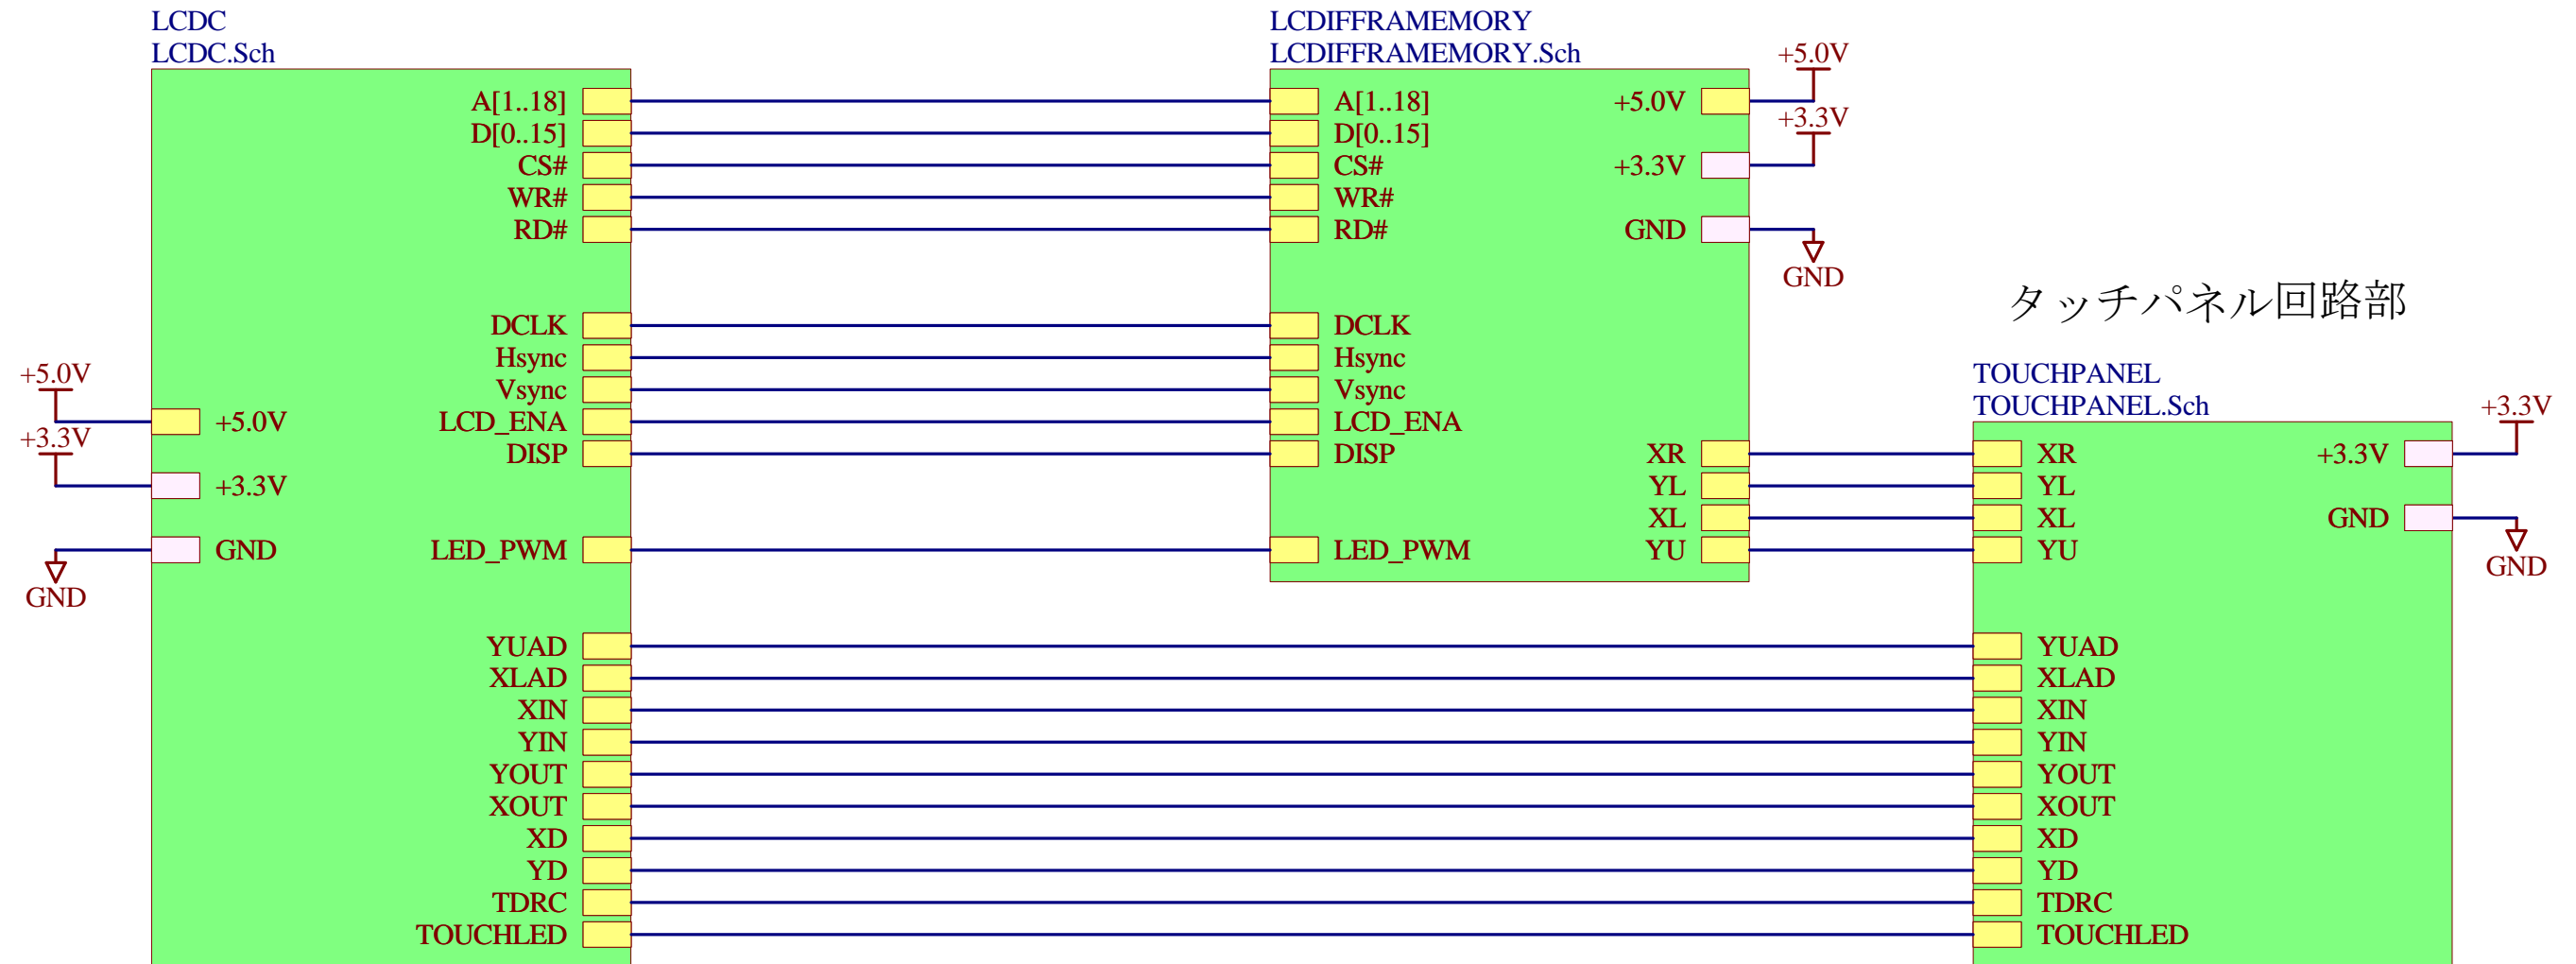 LCDC
LCDC.Sch
A[1..18]
D[0..15]
CS#
WR#
RD#
DCLK
Hsync
Vsync
LCD_ENA
DISP
LED_PWM
YUAD
XLAD
XIN
YIN
YOUT
XOUT
XD
YD
TDRC
TOUCHLED
+5.0V
+5.0V
+3.3V
+3.3V
GND
GND
LCDIFFRAMEMORY
LCDIFFRAMEMORY.Sch
A[1..18]
D[0..15]
CS#
WR#
RD#
DCLK
Hsync
Vsync
LCD_ENA
DISP
LED_PWM
+5.0V
+5.0V
+3.3V
+3.3V
GND
GND
XR
YL
XL
YU
タッチパネル回路部
TOUCHPANEL
TOUCHPANEL.Sch
XR
YL
XL
YU
+3.3V
+3.3V
GND
GND
YUAD
XLAD
XIN
YIN
YOUT
XOUT
XD
YD
TDRC
TOUCHLED